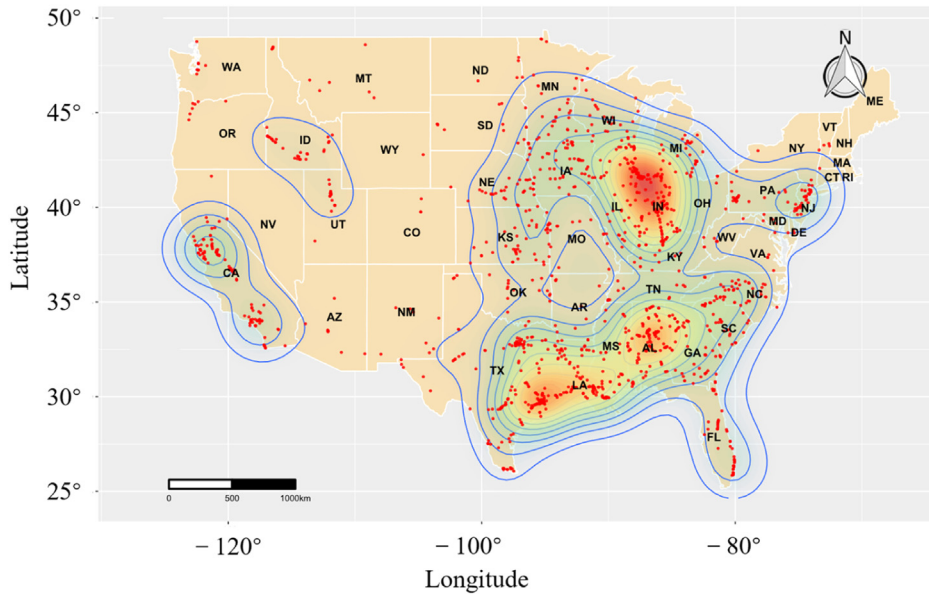 50°
N
WA
MT
ND
MN
ME
45°
OR
ID
SD
WI
VT
NH
WY
MI
NY
MA
IA
CT RI
NE
PA
40°
IL
IN
OH
NJ
NV
UT
CO
MD
DE
KS
MO
WV
VA
KY
CA
OK
TN
NC
35°
AZ
NM
AR
SC
MS
AL
GA
TX
LA
30°
FL
25°
0
500
1000km
− 120°
− 100°
− 80°
Latitude
Longitude